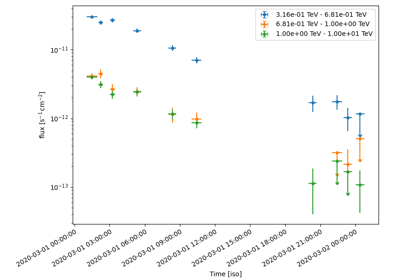 3.16e-01 TeV - 6.81e-01 TeV
6.81e-01 TeV - 1.00e+00 TeV
1.00e+00 TeV - 1.00e+01 TeV
10⁻¹¹
10⁻¹²
10⁻¹³
flux [s⁻¹ cm⁻²]
2020-03-01 00:00:00
2020-03-01 03:00:00
2020-03-01 06:00:00
2020-03-01 09:00:00
2020-03-01 12:00:00
2020-03-01 15:00:00
2020-03-01 18:00:00
2020-03-01 21:00:00
2020-03-02 00:00:00
Time [iso]